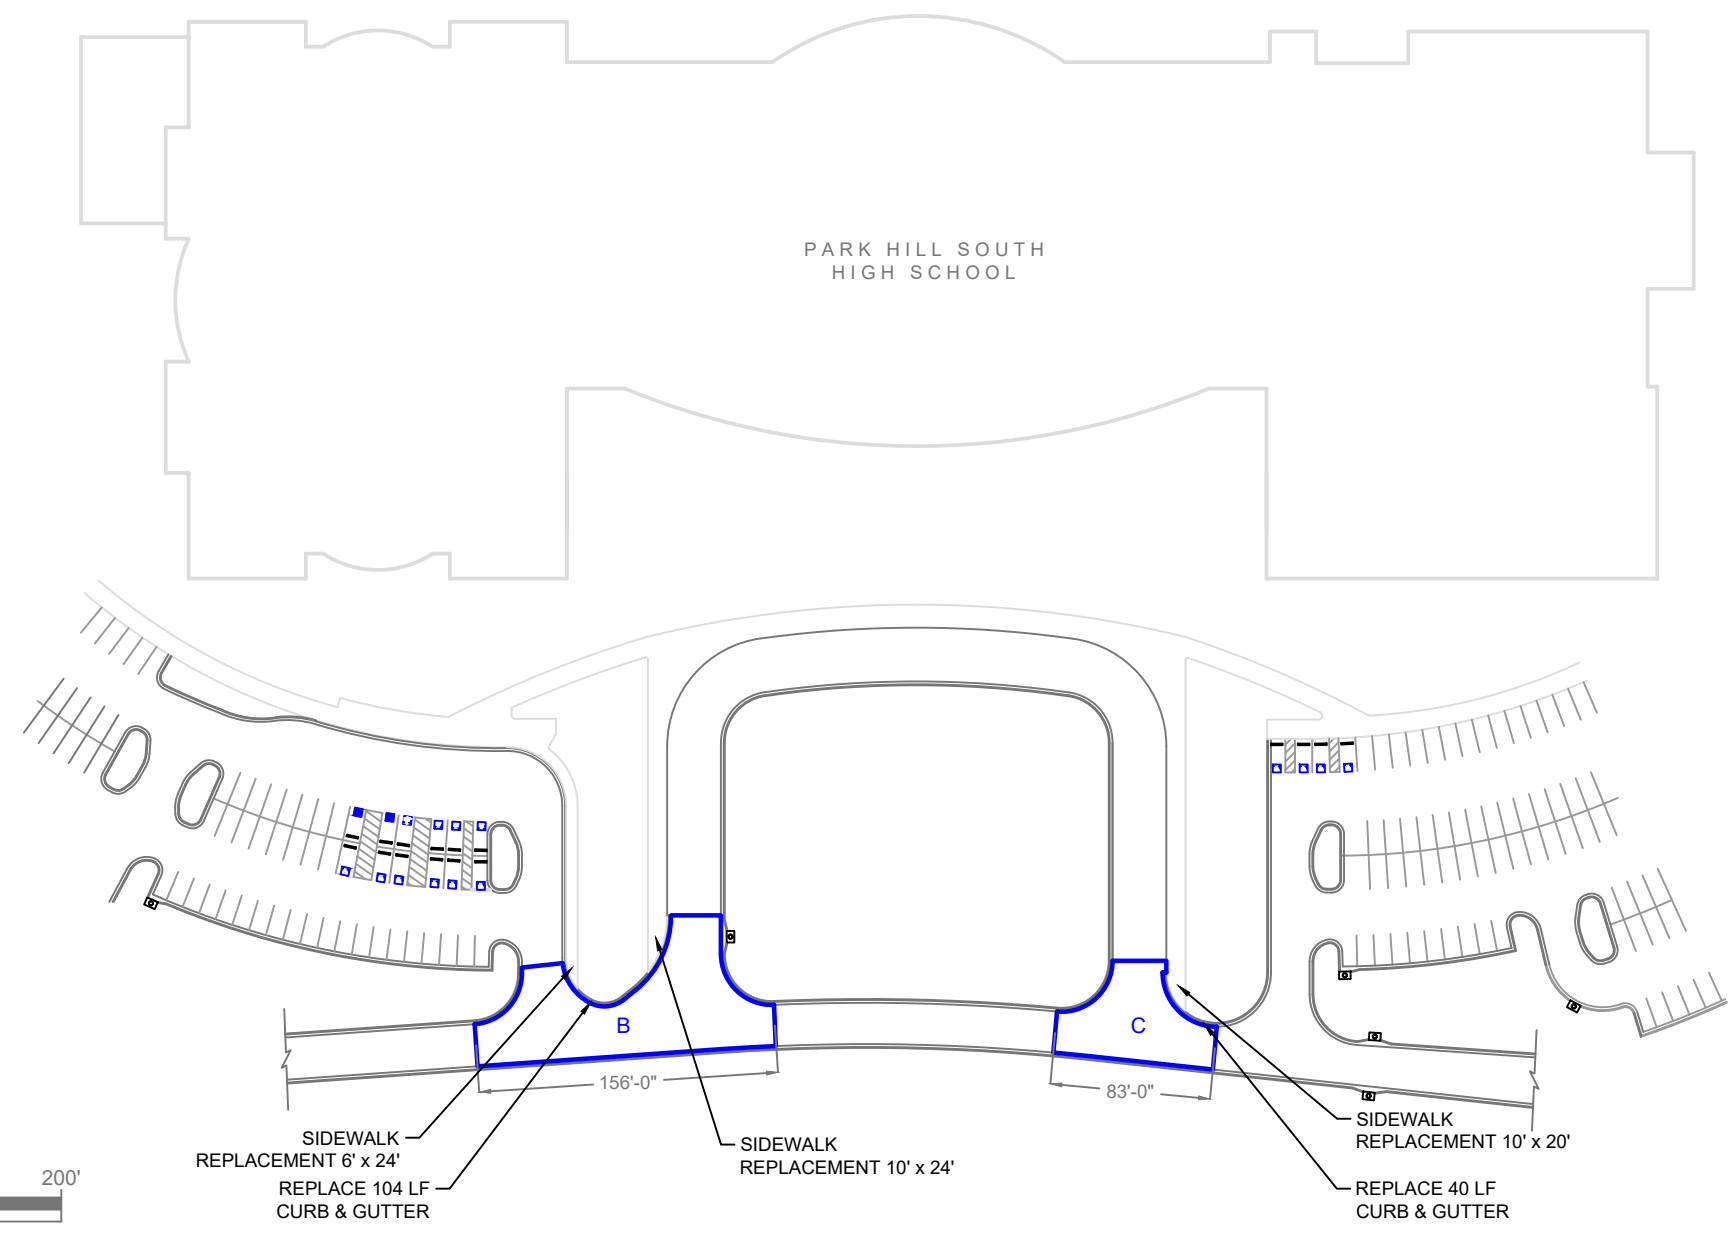 PARK HILL SOUTH
HIGH SCHOOL
B
C
156'-0"
83'-0"
SIDEWALK
REPLACEMENT 6' x 24'
REPLACE 104 LF
CURB & GUTTER
SIDEWALK
REPLACEMENT 10' x 24'
SIDEWALK
REPLACEMENT 10' x 20'
REPLACE 40 LF
CURB & GUTTER
200'